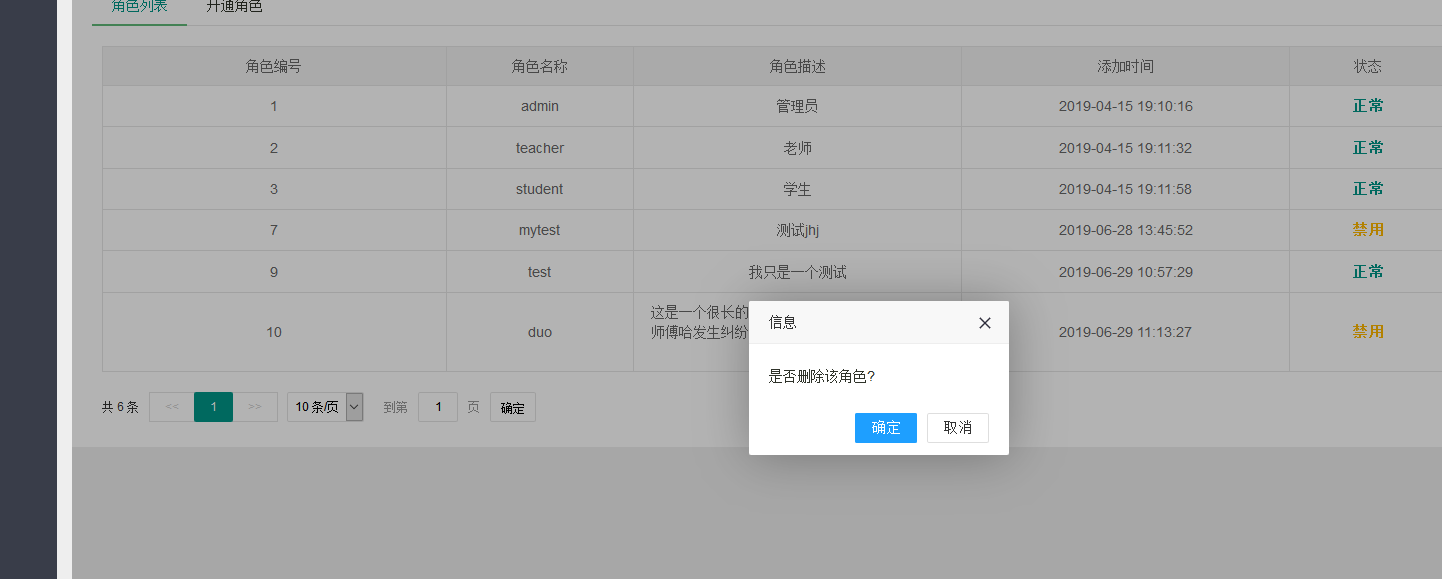 角色列表 开通角色
角色编号 角色名称 角色描述 添加时间 状态
1 admin 管理员 2019-04-15 19:10:16 正常
2 teacher 老师 2019-04-15 19:11:32 正常
3 student 学生 2019-04-15 19:11:58 正常
7 mytest 测试jhj 2019-06-28 13:45:52 禁用
9 test 我只是一个测试 2019-06-29 10:57:29 正常
这是一个很长的
10 duo 师傅哈发生纠纷 2019-06-29 11:13:27 禁用
信息
是否删除该角色?
确定 取消
共 6 条 << 1 >> 10 条/页 到第 1 页 确定